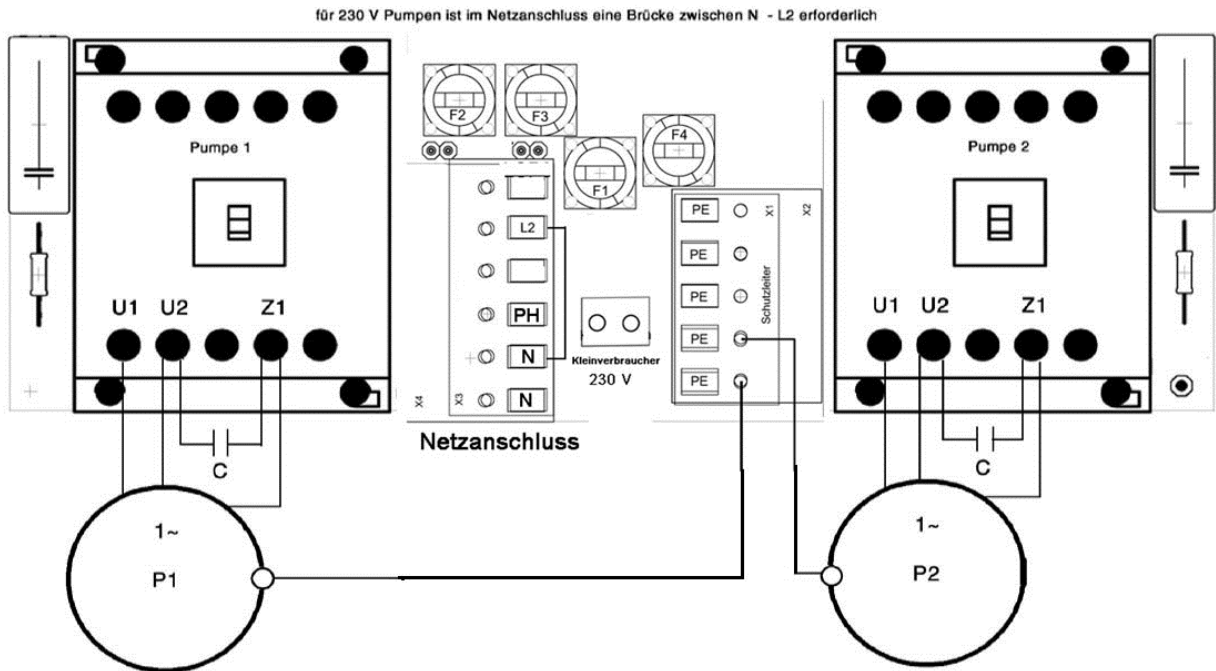 für 230 V Pumpen ist im Netzanschluss eine Brücke zwischen N - L2 erforderlich
Pumpe 1
U1 U2 Z1
C
1~
P1
F2
F3
F1
F4
L2
PH
N
N
X4
X3
Netzanschluss
Kleinverbraucher
230 V
PE
PE
PE
PE
PE
X1
X2
Schutzleiter
Pumpe 2
U1 U2 Z1
C
1~
P2